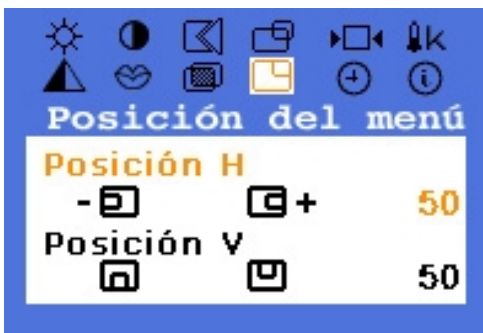 K
Posición del menú
Posición H
- + 50
Posición V
50